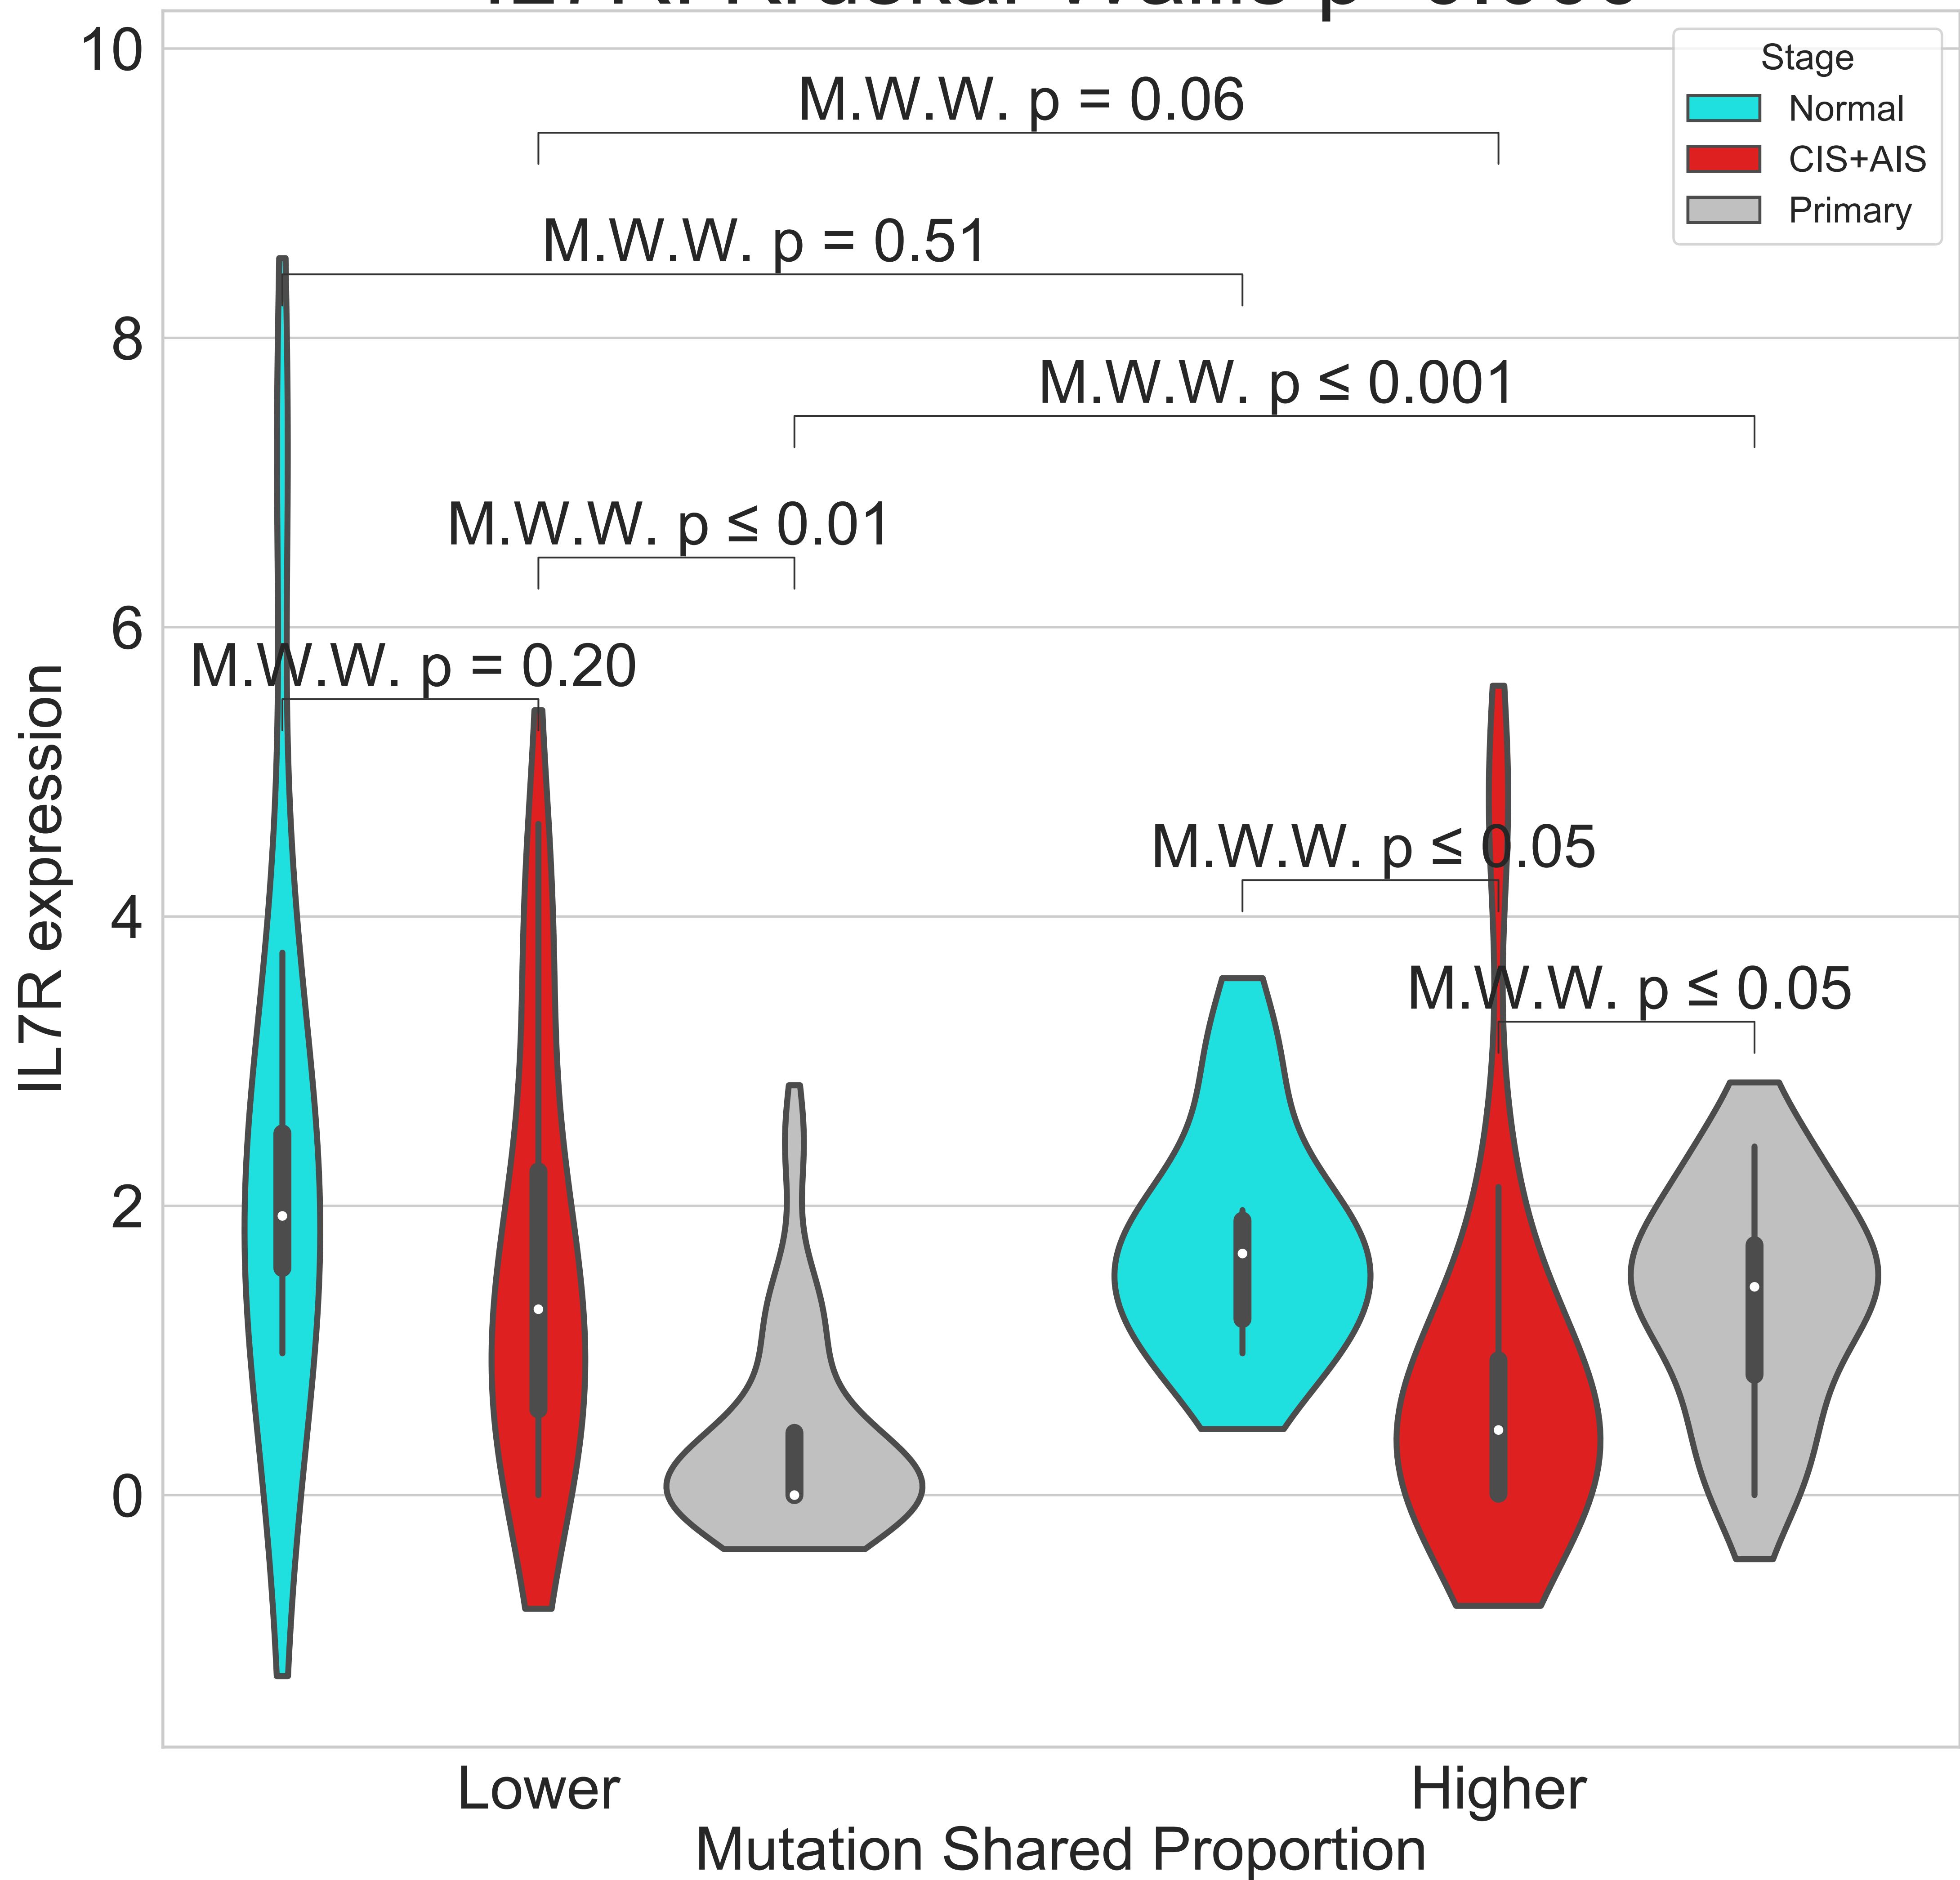 10
8
6
4
2
0
IL7R expression
Stage
Normal
CIS+AIS
Primary
M.W.W. p = 0.06
M.W.W. p = 0.51
M.W.W. p ≤ 0.001
M.W.W. p ≤ 0.01
M.W.W. p = 0.20
M.W.W. p ≤ 0.05
M.W.W. p ≤ 0.05
Lower
Higher
Mutation Shared Proportion